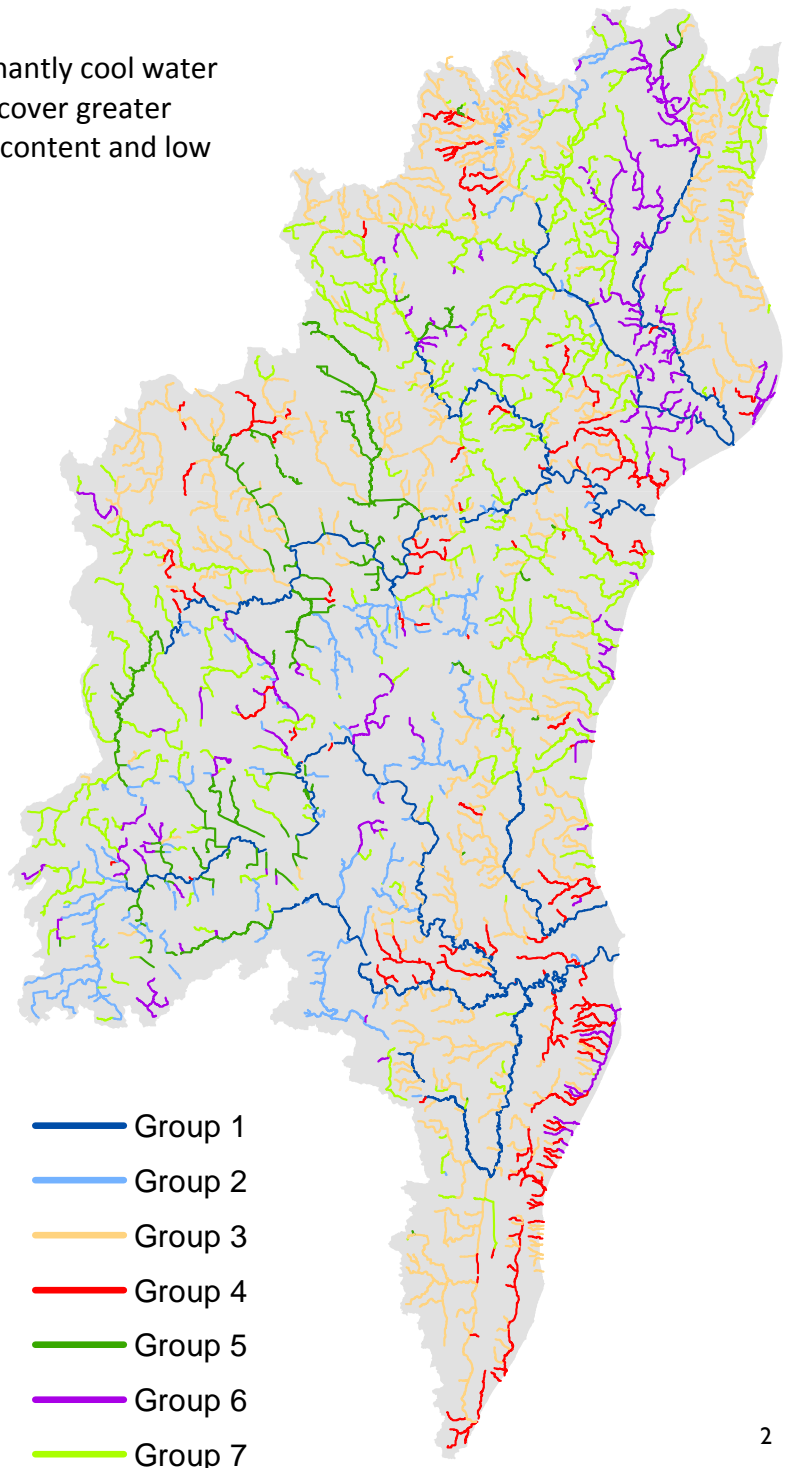 nantly cool water
cover greater
content and low
Group 1
Group 2
Group 3
Group 4
Group 5
Group 6
Group 7
2